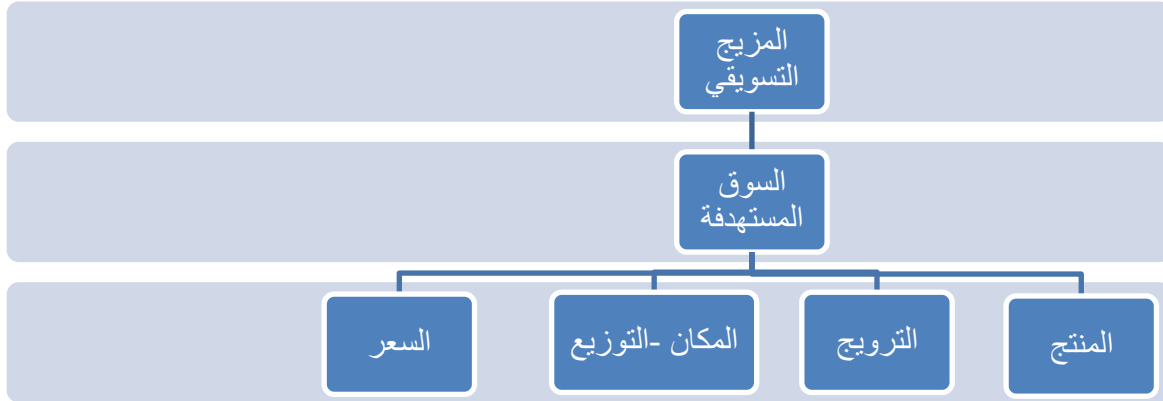 المزيج
التسويقي
السوق
المستهدفة
المنتج
الترويج
المكان -التوزيع
السعر